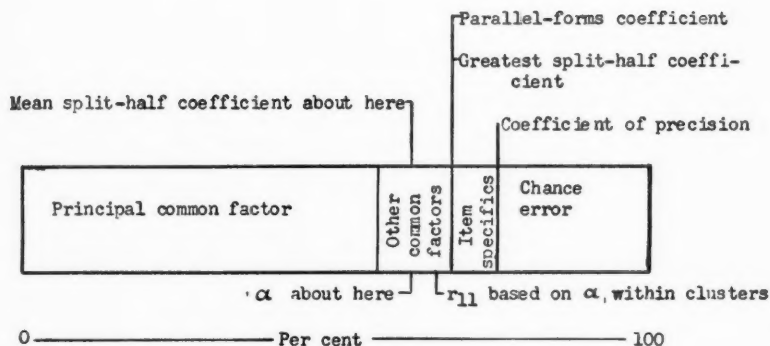 Parallel-forms coefficient
Greatest split-half coeffi-
cient
Mean split-half coefficient about here
Coefficient of precision
Principal common factor
Other
common
factors
Item
specifics
Chance
error
α about here
r11 based on α, within clusters
0 Per cent 100